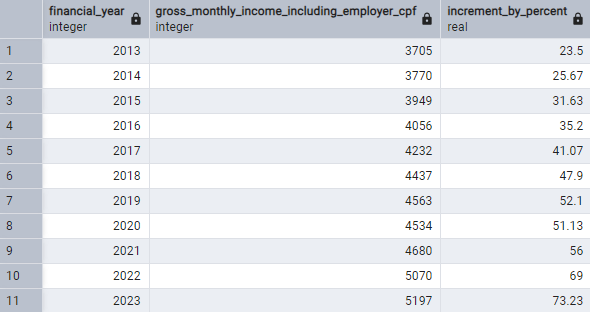 financial_year gross_monthly_income_including_employer_cpf increment_by_percent
integer integer real
1 2013 3705 23.5
2 2014 3770 25.67
3 2015 3949 31.63
4 2016 4056 35.2
5 2017 4232 41.07
6 2018 4437 47.9
7 2019 4563 52.1
8 2020 4534 51.13
9 2021 4680 56
10 2022 5070 69
11 2023 5197 73.23